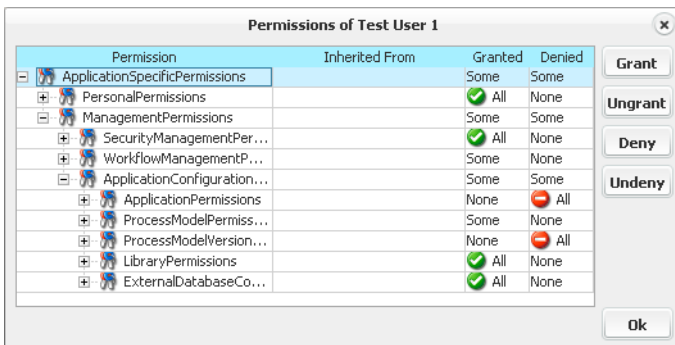 Permissions of Test User 1
Permission Inherited From Granted Denied
ApplicationSpecificPermissions Some Some
PersonalPermissions All None
ManagementPermissions Some Some
SecurityManagementPer... All None
WorkflowManagementP... Some None
ApplicationConfiguration... Some Some
ApplicationPermissions None All
ProcessModelPermiss... Some None
ProcessModelVersion... None All
LibraryPermissions All None
ExternalDatabaseCo... All None
Grant
Ungrant
Deny
Undeny
Ok